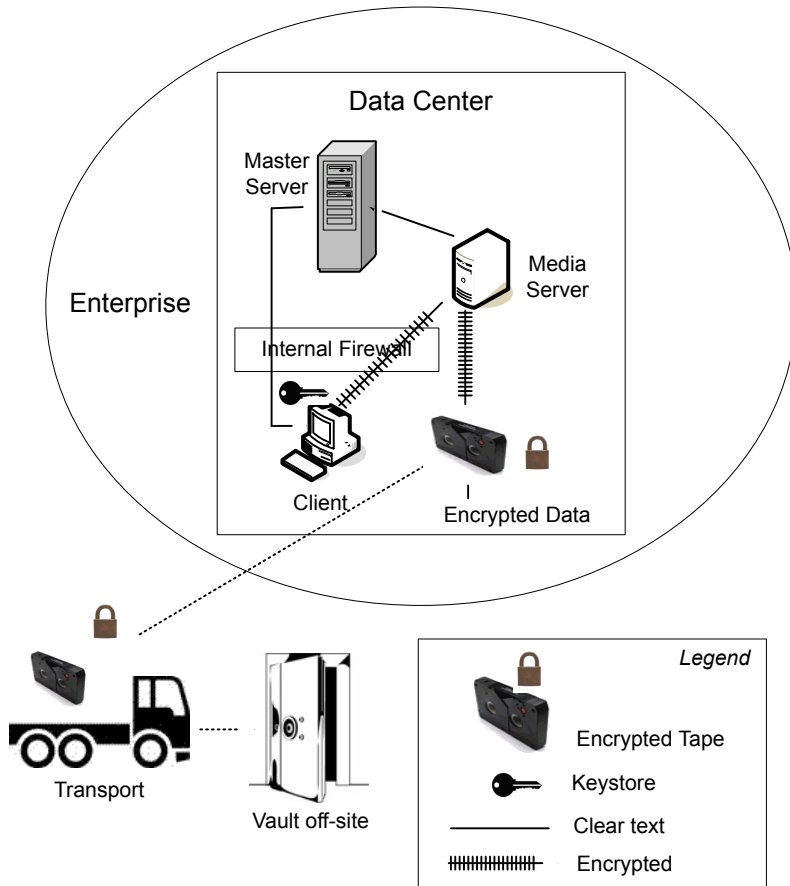 Data Center
Master
Server
Media
Server
Enterprise
Internal Firewall
Client
Encrypted Data
Transport
Vault off-site
Legend
Encrypted Tape
Keystore
Clear text
Encrypted